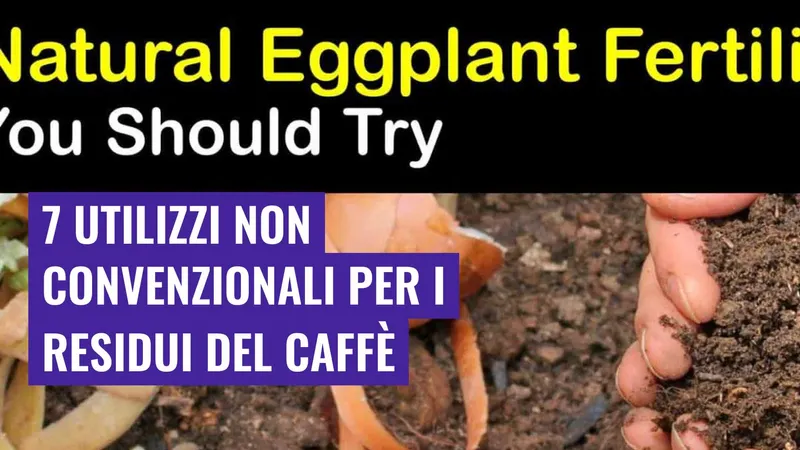 Natural Eggplant Fertili
You Should Try
7 UTILIZZI NON
CONVENZIONALI PER I
RESIDUI DEL CAFFÈ